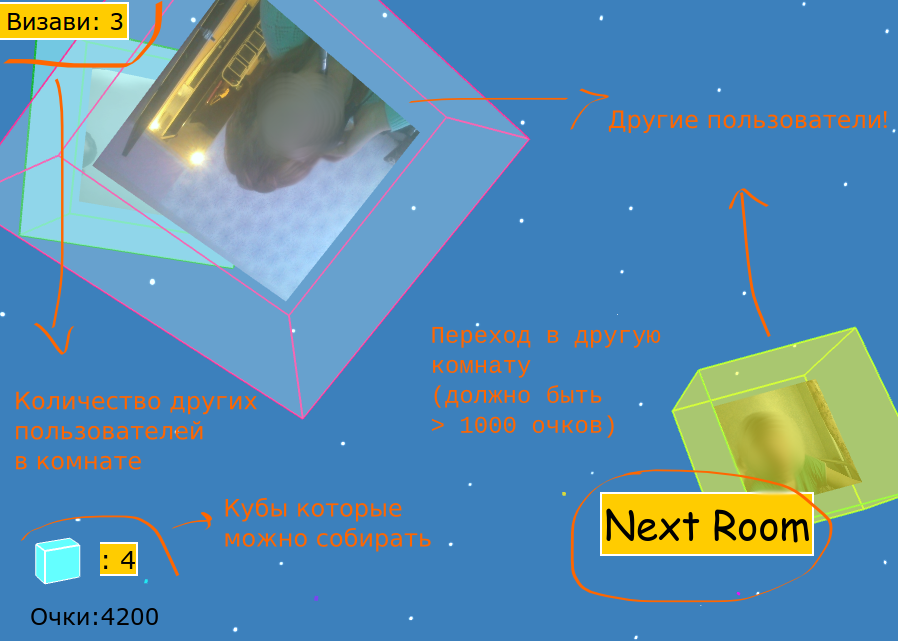 Визави: 3
Другие пользователи!
Переход в другую
комнату
(должно быть
> 1000 очков)
Количество других
пользователей
в комнате
Кубы которые
можно собирать
: 4
Next Room
Очки:4200